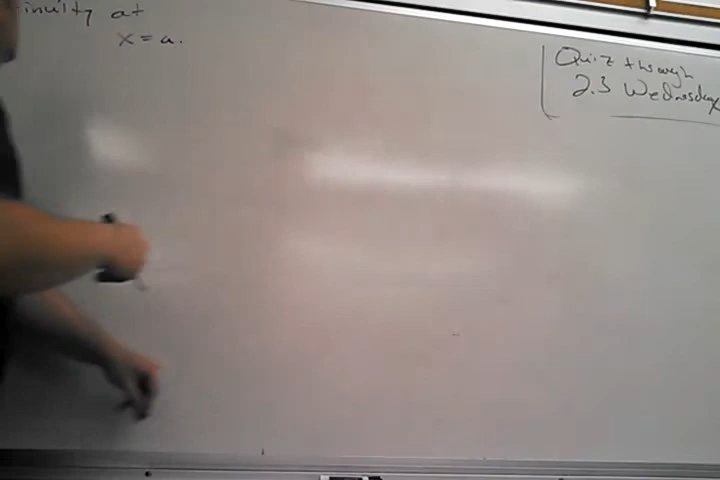 inuity at
x = a.
Quiz through
2.3 Wednesday